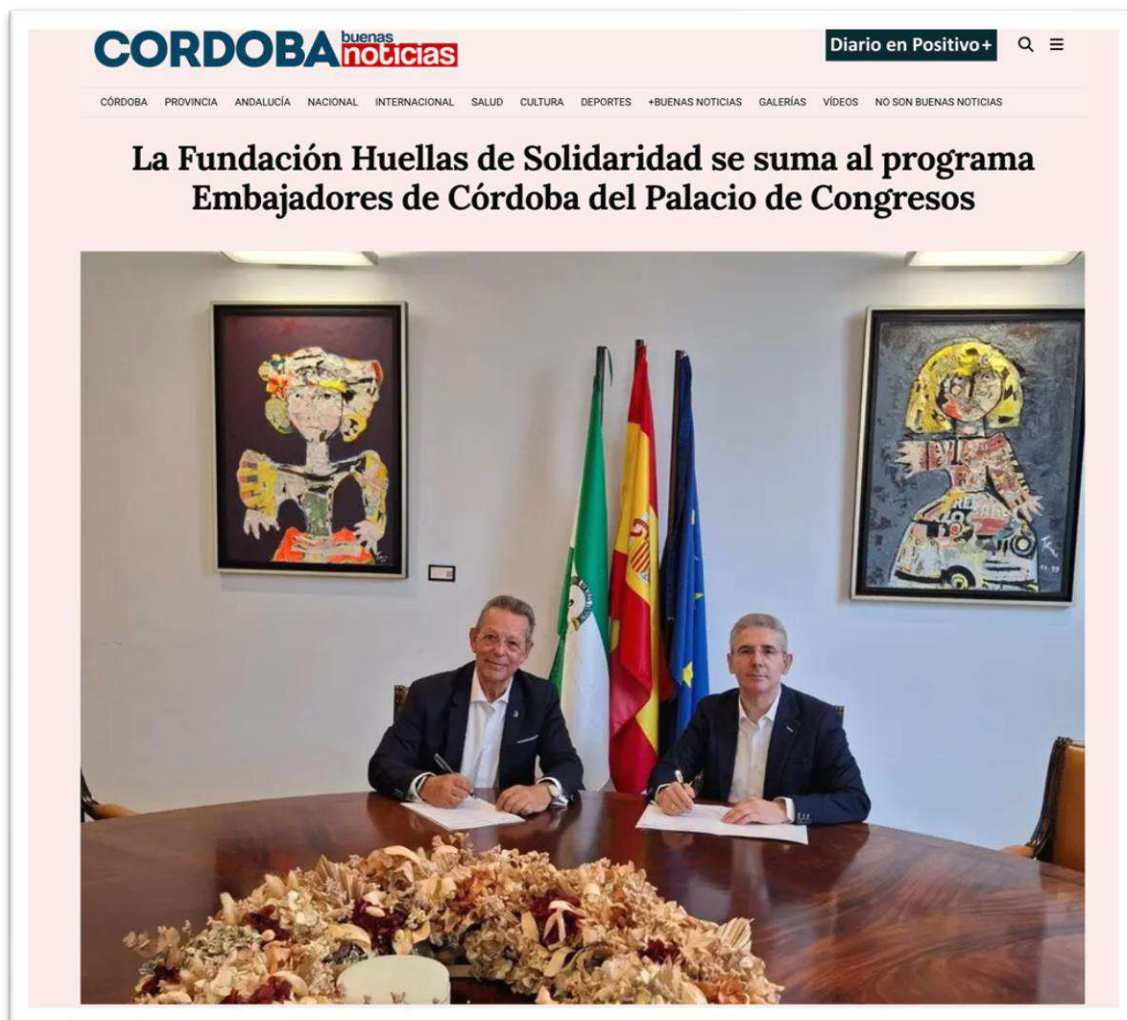 CORDOBA buenas noticias
Diario en Positivo+
CÓRDOBA PROVINCIA ANDALUCÍA NACIONAL INTERNACIONAL SALUD CULTURA DEPORTES +BUENAS NOTICIAS GALERÍAS VÍDEOS NO SON BUENAS NOTICIAS
La Fundación Huellas de Solidaridad se suma al programa
Embajadores de Córdoba del Palacio de Congresos